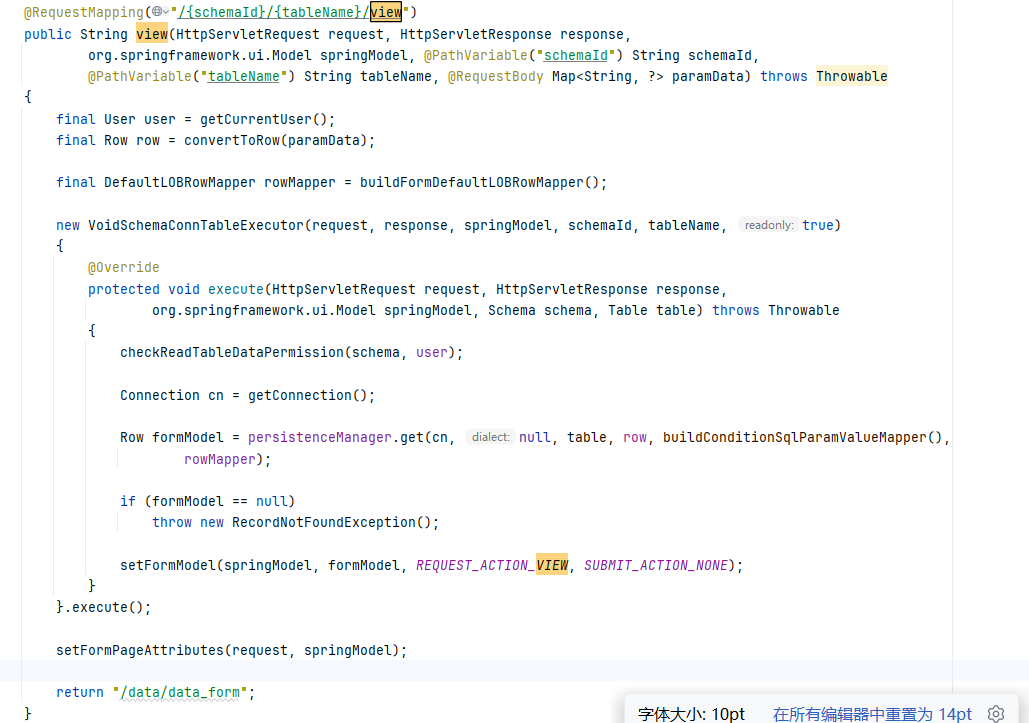 @RequestMapping("/{schemaId}/{tableName}/view")
public String view(HttpServletRequest request, HttpServletResponse response,
org.springframework.ui.Model springModel, @PathVariable("schemaId") String schemaId,
@PathVariable("tableName") String tableName, @RequestBody Map<String, ?> paramData) throws Throwable
{
final User user = getCurrentUser();
final Row row = convertToRow(paramData);
final DefaultLOBRowMapper rowMapper = buildFormDefaultLOBRowMapper();
new VoidSchemaConnTableExecutor(request, response, springModel, schemaId, tableName, readonly: true)
{
@Override
protected void execute(HttpServletRequest request, HttpServletResponse response,
org.springframework.ui.Model springModel, Schema schema, Table table) throws Throwable
{
checkReadTableDataPermission(schema, user);
Connection cn = getConnection();
Row formModel = persistenceManager.get(cn, dialect: null, table, row, buildConditionSqlParamValueMapper(),
rowMapper);
if (formModel == null)
throw new RecordNotFoundException();
setFormModel(springModel, formModel, REQUEST_ACTION_VIEW, SUBMIT_ACTION_NONE);
}
}.execute();
setFormPageAttributes(request, springModel);
return "/data/data_form";
}
字体大小: 10pt 在所有编辑器中重置为 14pt